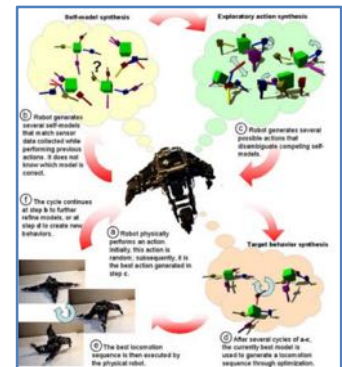 Self-model synthesis
Exploratory action synthesis
?
b Robot generates
several self-models
that match sensor
data collected while
performing previous
actions. It does not
know which model is
correct.
c Robot generates several
possible actions that
disambiguate competing self-
models.
f The cycle continues
at step b to further
refine models, or at
step d to create new
behaviors.
a Robot physically
performs an action.
Initially, this action is
random; subsequently, it is
the best action generated in
step c.
Target behavior synthesis
d After several cycles of a-c,
the currently best model is
used to generate a locomotion
sequence through optimization.
e The best locomotion
sequence is then executed by
the physical robot.